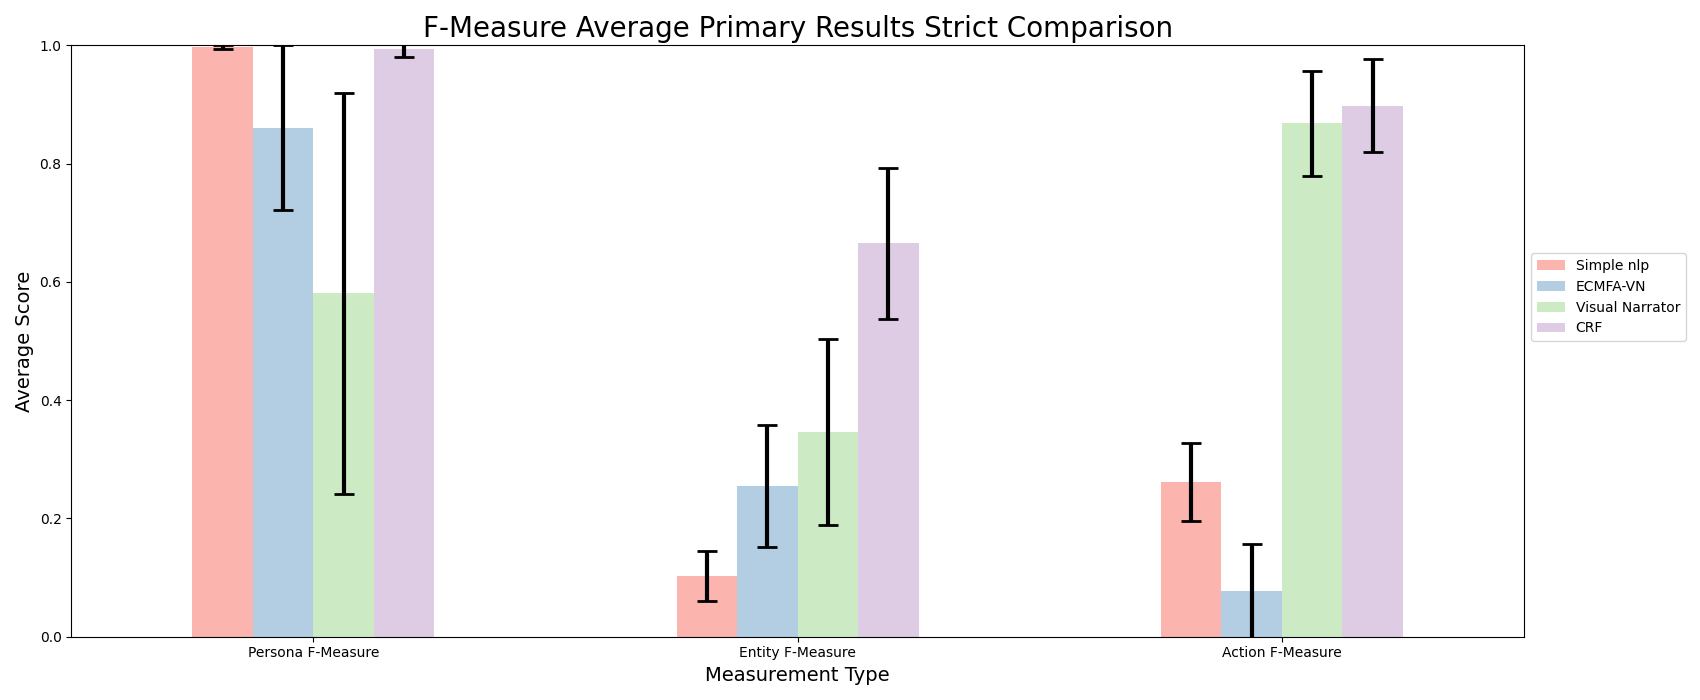 F-Measure Average Primary Results Strict Comparison
Average Score
1.0
0.8
0.6
0.4
0.2
0.0
Persona F-Measure
Entity F-Measure
Action F-Measure
Measurement Type
Simple nlp
ECMFA-VN
Visual Narrator
CRF